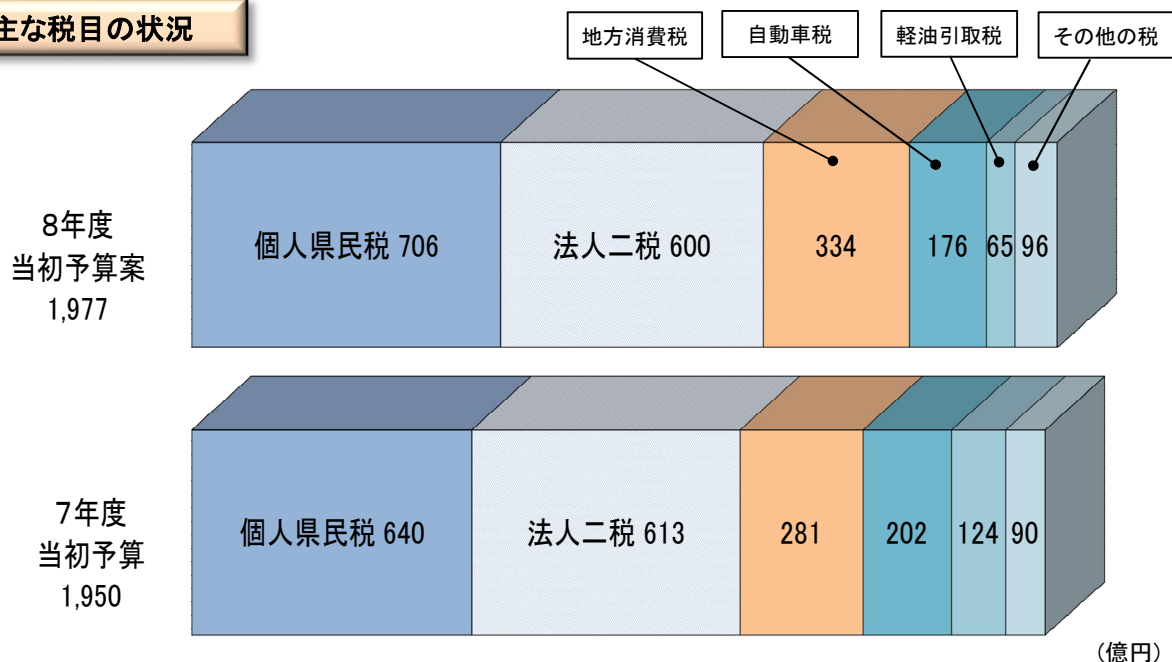 主な税目の状況
地方消費税
自動車税
軽油引取税
その他の税
8年度
当初予算案
1,977
個人県民税 706
法人二税 600
334
176
65
96
7年度
当初予算
1,950
個人県民税 640
法人二税 613
281
202
124
90
(億円)